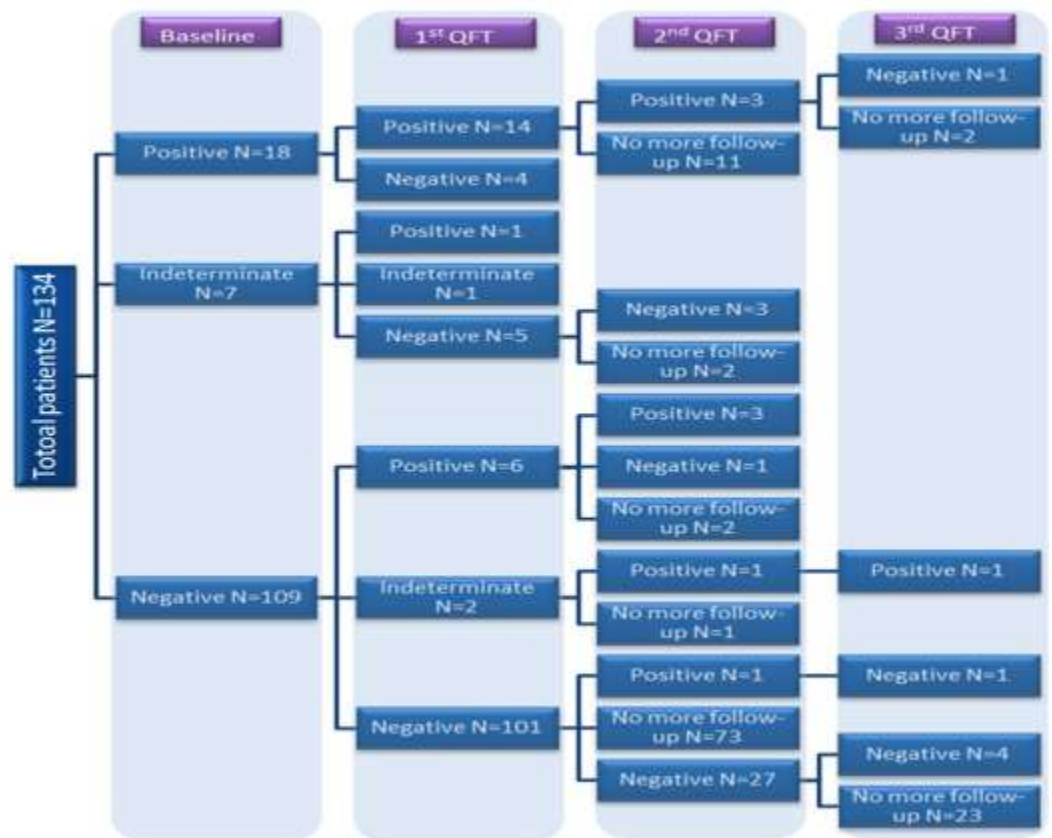 Baseline
1st QFT
2nd QFT
3rd QFT
Totoal patients N=134
Positive N=18
Positive N=14
Positive N=3
Negative N=1
No more follow-
up N=2
No more follow-
up N=11
Negative N=4
Indeterminate
N=7
Positive N=1
Indeterminate
N=1
Negative N=5
Negative N=3
No more follow-
up N=2
Negative N=109
Positive N=6
Positive N=3
Negative N=1
No more follow-
up N=2
Indeterminate
N=2
Positive N=1
Positive N=1
No more follow-
up N=1
Negative N=101
Positive N=1
Negative N=1
No more follow-
up N=73
Negative N=27
Negative N=4
No more follow-
up N=23